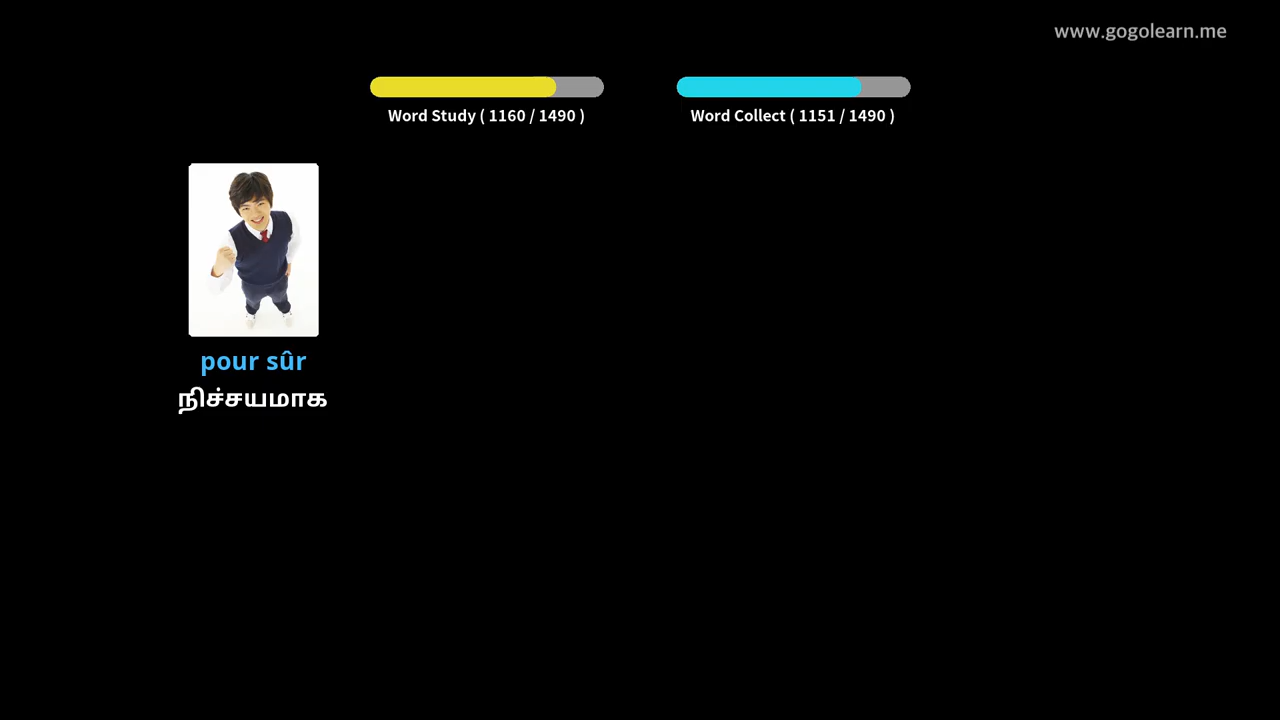 www.gogolearn.me
Word Study ( 1160 / 1490 )
Word Collect ( 1151 / 1490 )
pour sûr
நிச்சயமாக